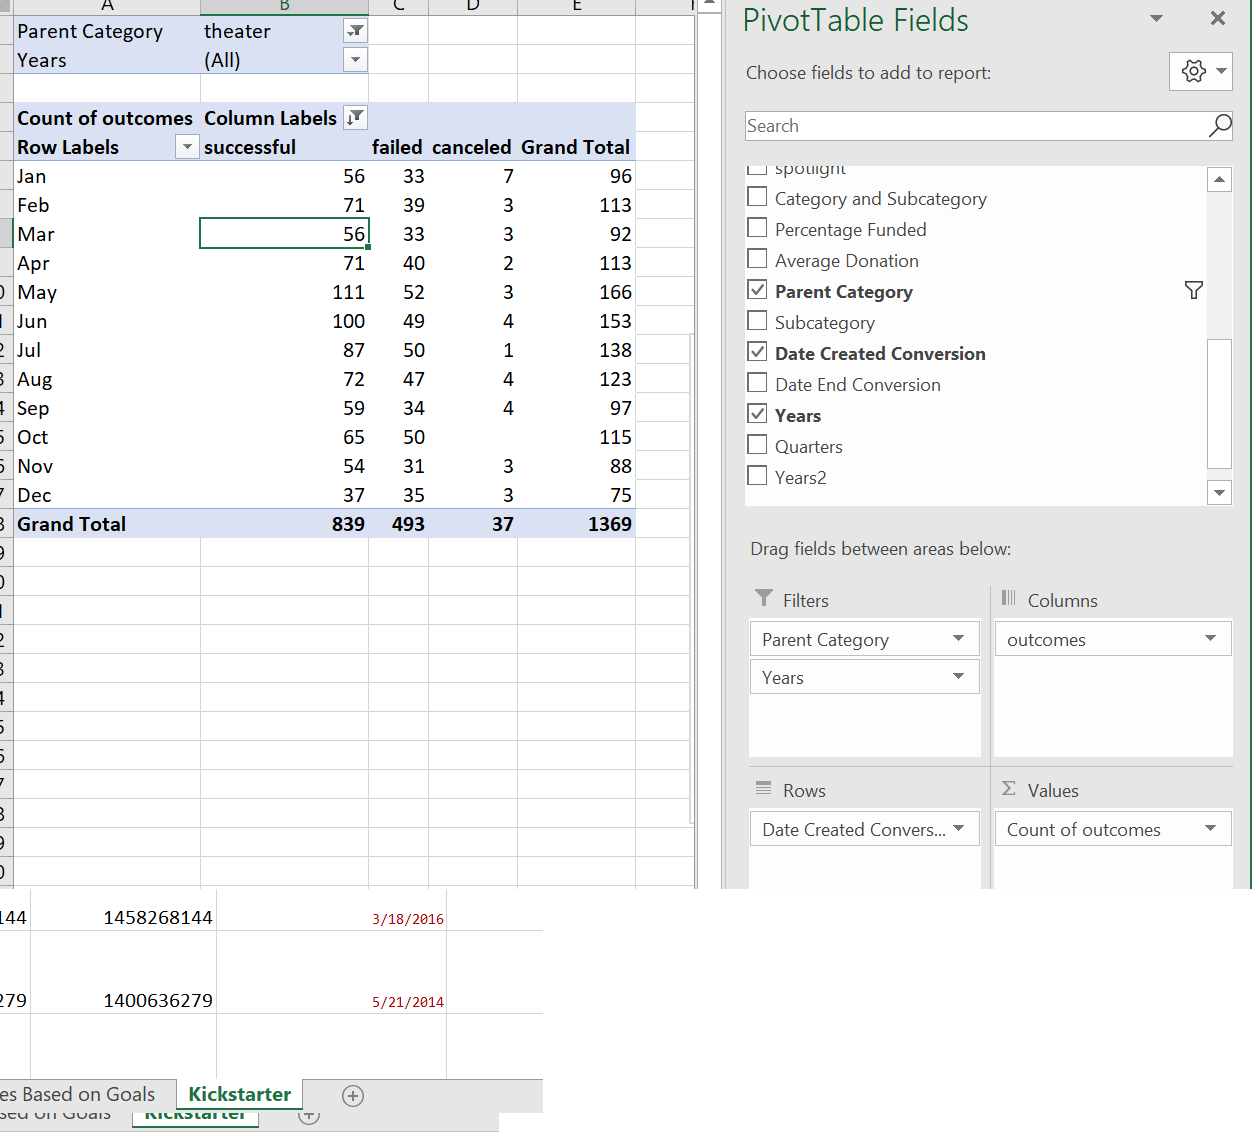 A B C D E
Parent Category theater
Years (All)
Count of outcomes Column Labels
Row Labels successful failed canceled Grand Total
Jan 56 33 7 96
Feb 71 39 3 113
Mar 56 33 3 92
Apr 71 40 2 113
May 111 52 3 166
Jun 100 49 4 153
Jul 87 50 1 138
Aug 72 47 4 123
Sep 59 34 4 97
Oct 65 50 115
Nov 54 31 3 88
Dec 37 35 3 75
Grand Total 839 493 37 1369
PivotTable Fields
Choose fields to add to report:
Search
spotlight
Category and Subcategory
Percentage Funded
Average Donation
Parent Category
Subcategory
Date Created Conversion
Date End Conversion
Years
Quarters
Years2
Drag fields between areas below:
Filters
Parent Category
Years
Columns
outcomes
Rows
Date Created Convers...
Σ Values
Count of outcomes
144 1458268144 3/18/2016
279 1400636279 5/21/2014
es Based on Goals Kickstarter
sed on Goals Kickstarter